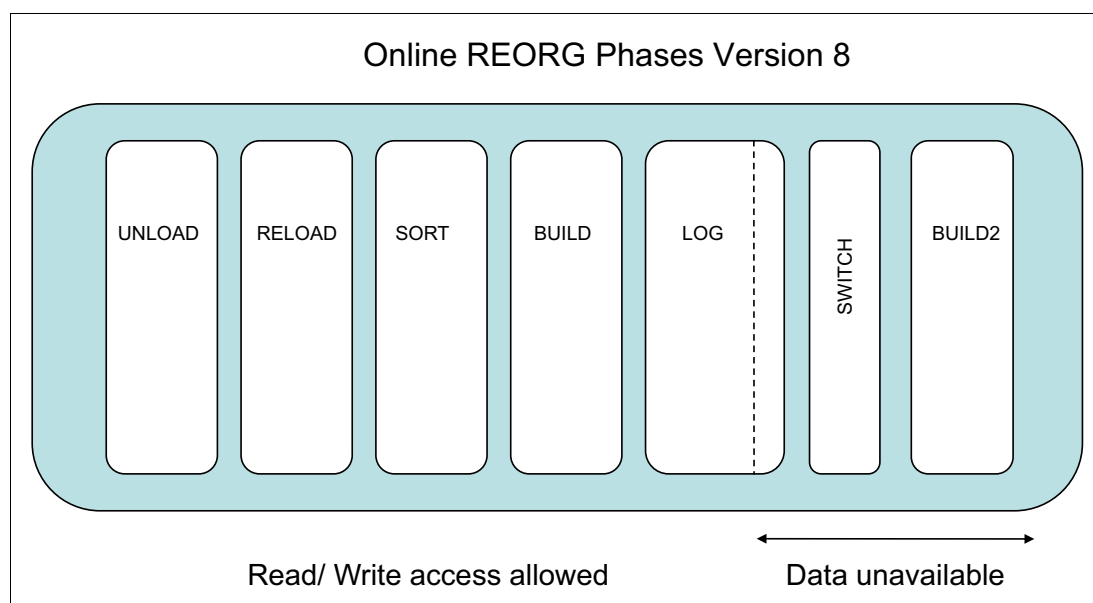 Online REORG Phases Version 8
UNLOAD
RELOAD
SORT
BUILD
LOG
SWITCH
BUILD2
Read/ Write access allowed
Data unavailable